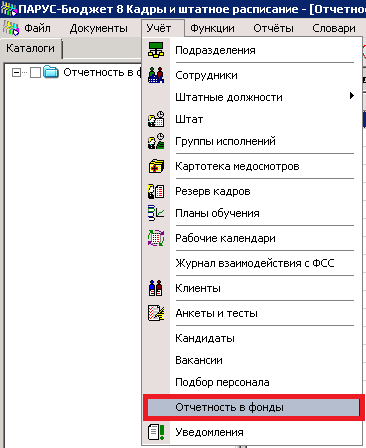 ПАРУС-Бюджет 8 Кадры и штатное расписание - [Отчетно
Файл Документы Учёт Функции Отчёты Словари
Каталоги
Отчетность в ф
Подразделения
Сотрудники
Штатные должности
Штат
Группы исполнений
Картотека медосмотров
Резерв кадров
Планы обучения
Рабочие календари
Журнал взаимодействия с ФСС
Клиенты
Анкеты и тесты
Кандидаты
Вакансии
Подбор персонала
Отчетность в фонды
Уведомления